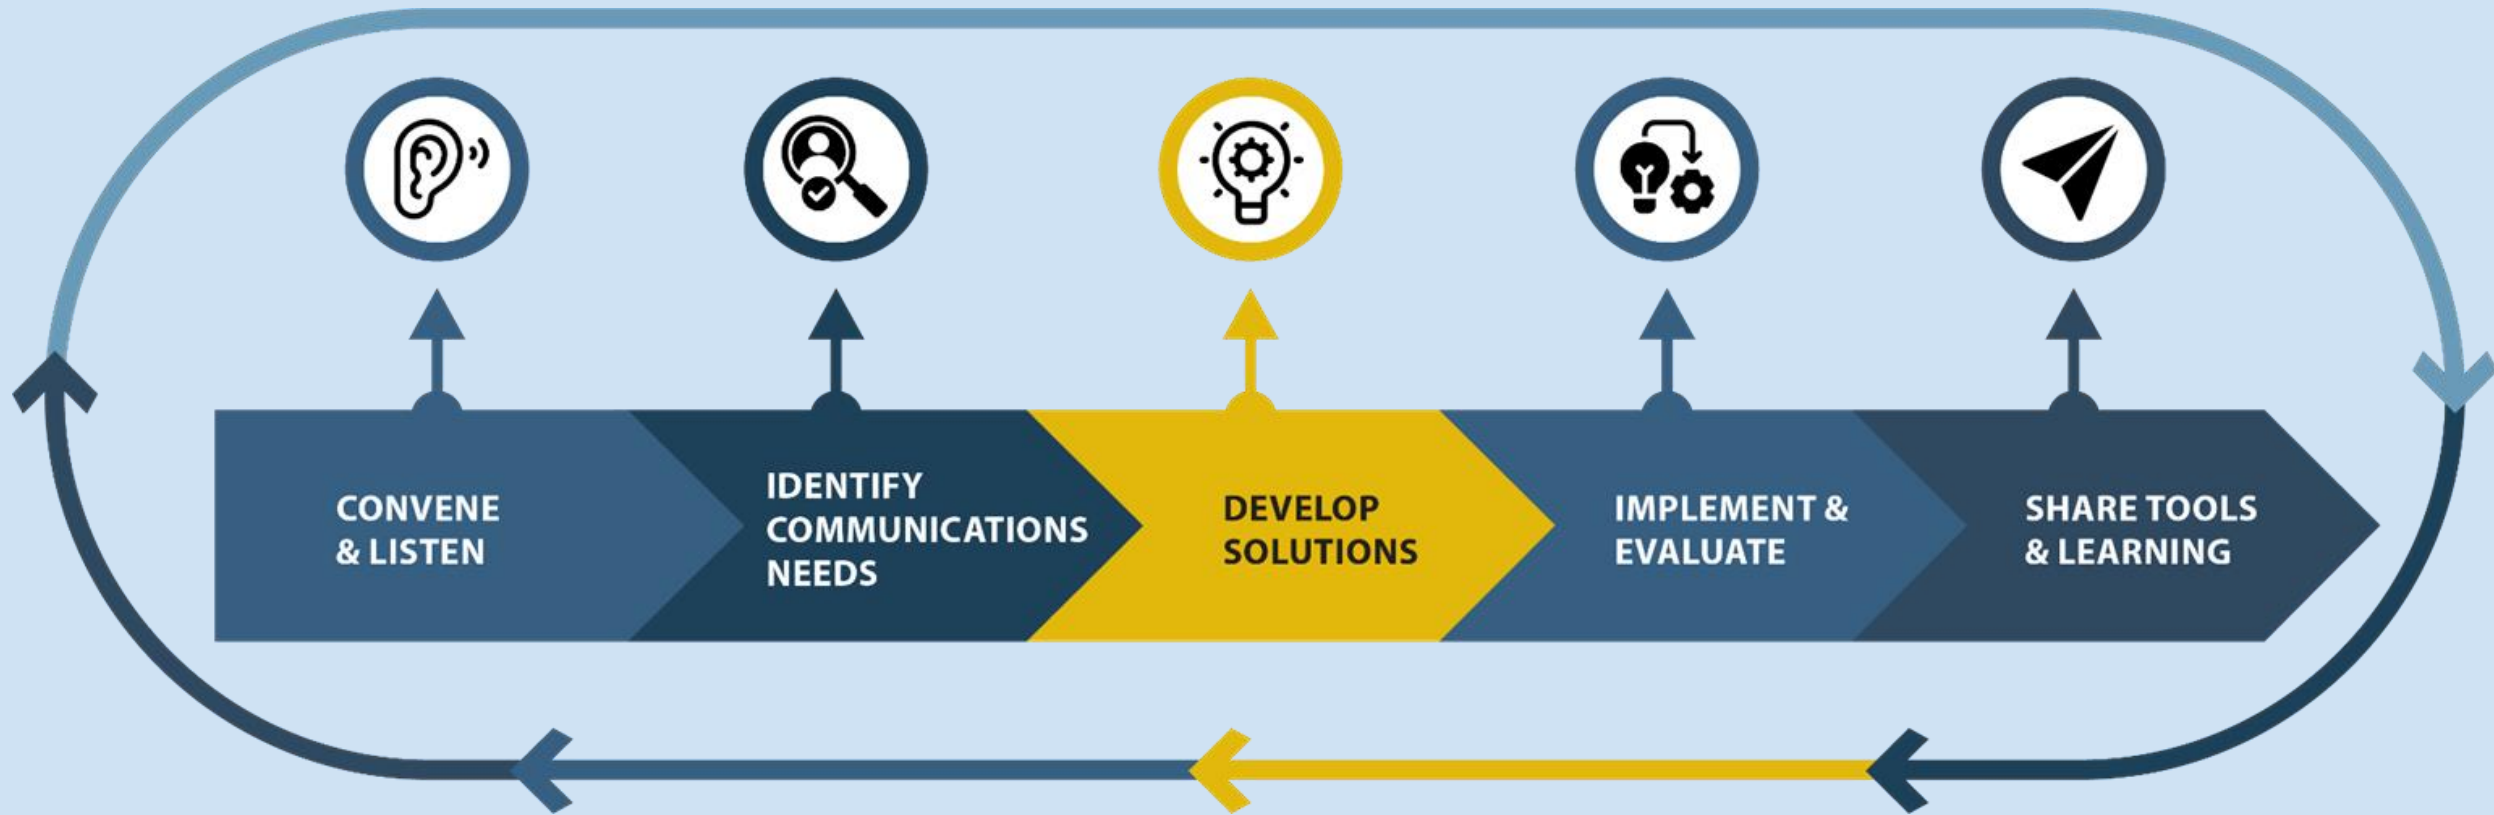 CONVENE
& LISTEN
IDENTIFY
COMMUNICATIONS
NEEDS
DEVELOP
SOLUTIONS
IMPLEMENT &
EVALUATE
SHARE TOOLS
& LEARNING